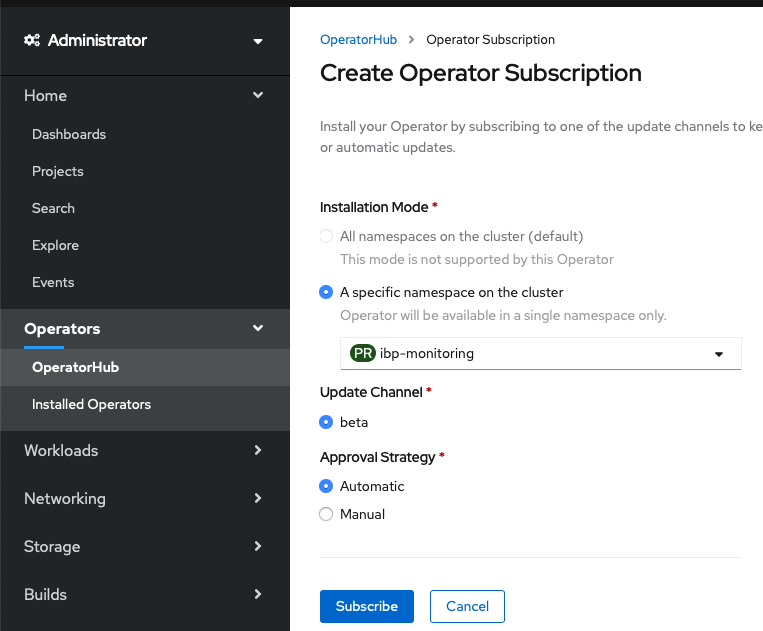 Administrator
Home
Dashboards
Projects
Search
Explore
Events
Operators
OperatorHub
Installed Operators
Workloads
Networking
Storage
Builds
OperatorHub > Operator Subscription
Create Operator Subscription
Install your Operator by subscribing to one of the update channels to ke
or automatic updates.
Installation Mode *
All namespaces on the cluster (default)
This mode is not supported by this Operator
A specific namespace on the cluster
Operator will be available in a single namespace only.
PR ibp-monitoring
Update Channel *
beta
Approval Strategy *
Automatic
Manual
Subscribe Cancel